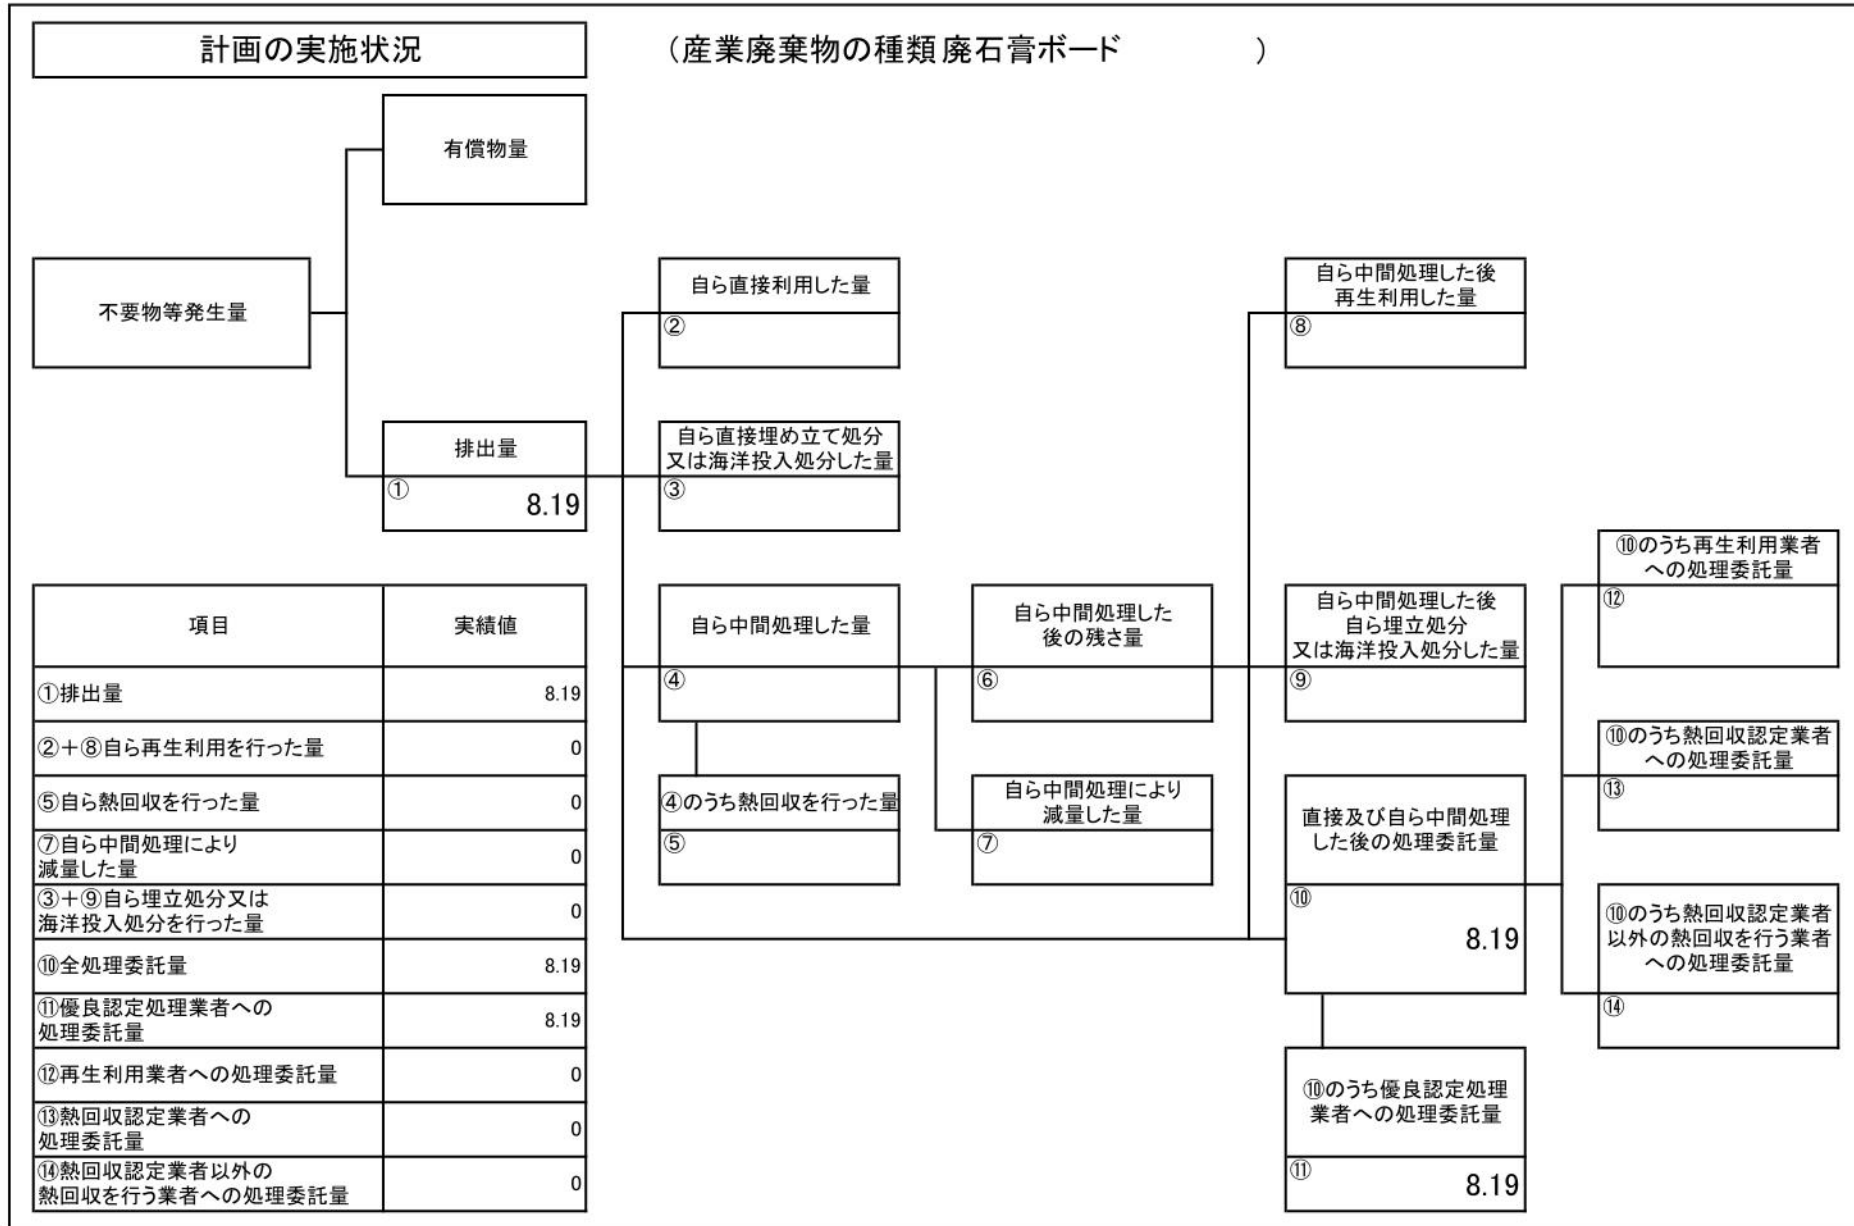 計画の実施状況
（産業廃棄物の種類 廃石膏ボード　　　　）
有償物量
不要物等発生量
自ら直接利用した量
②
自ら中間処理した後
再生利用した量
⑧
排出量
①
8.19
自ら直接埋め立て処分
又は海洋投入処分した量
③
⑩のうち再生利用業者
への処理委託量
⑫
自ら中間処理した量
④
自ら中間処理した
後の残さ量
⑥
自ら中間処理した後
自ら埋立処分
又は海洋投入処分した量
⑨
⑩のうち熱回収認定業者
への処理委託量
⑬
④のうち熱回収を行った量
⑤
自ら中間処理により
減量した量
⑦
直接及び自ら中間処理
した後の処理委託量
⑩
8.19
⑩のうち熱回収認定業者
以外の熱回収を行う業者
への処理委託量
⑭
⑩のうち優良認定処理
業者への処理委託量
⑪
8.19
項目 実績値
①排出量 8.19
②＋⑧自ら再生利用を行った量 0
⑤自ら熱回収を行った量 0
⑦自ら中間処理により
減量した量 0
③＋⑨自ら埋立処分又は
海洋投入処分を行った量 0
⑩全処理委託量 8.19
⑪優良認定処理業者への
処理委託量 8.19
⑫再生利用業者への処理委託量 0
⑬熱回収認定業者への
処理委託量 0
⑭熱回収認定業者以外の
熱回収を行う業者への処理委託量 0